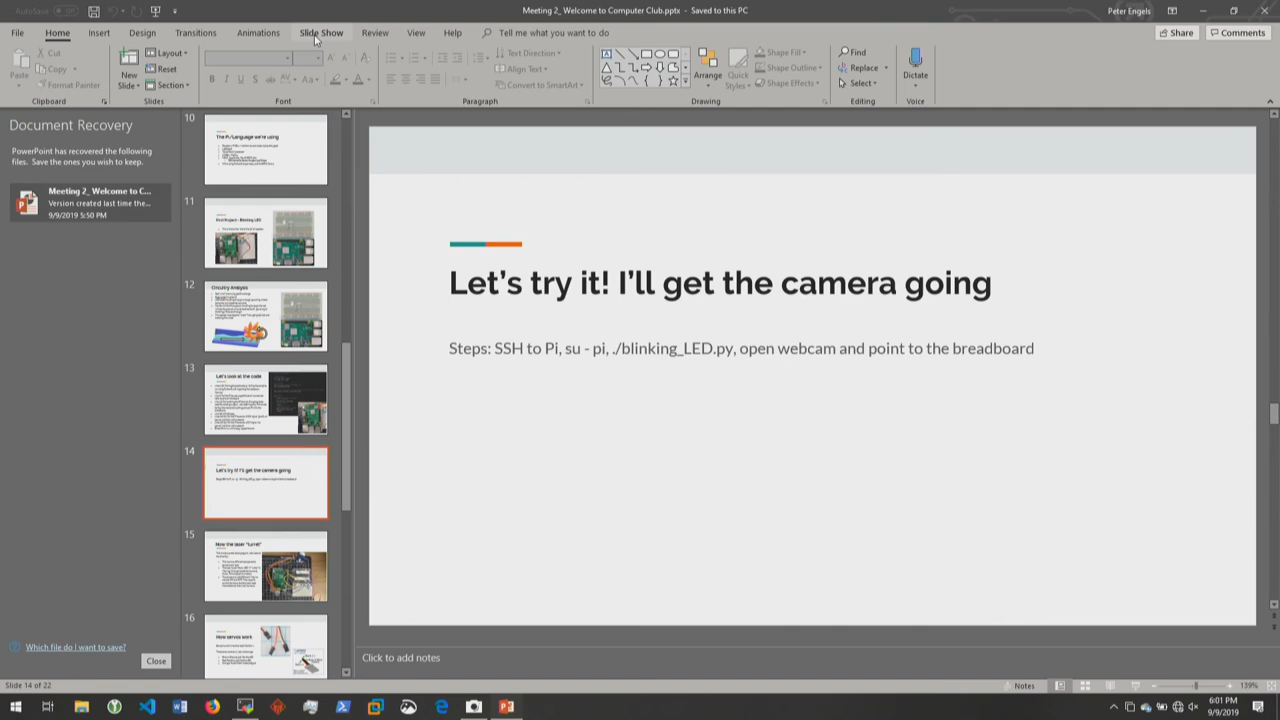 AutoSave Off
Meeting 2_ Welcome to Computer Club.pptx - Saved to this PC
Peter Engels
File Home Insert Design Transitions Animations Slide Show Review View Help Tell me what you want to do
Share Comments
Paste
Cut
Copy
Format Painter
Clipboard
New
Slide
Layout
Reset
Section
Slides
Font
Text Direction
Align Text
Convert to SmartArt
Paragraph
Arrange
Quick
Styles
Shape Fill
Shape Outline
Shape Effects
Drawing
Find
Replace
Select
Editing
Dictate
Voice
Document Recovery
PowerPoint has recovered the following
files. Save the ones you wish to keep.
Meeting 2_ Welcome to C...
Version created last time the...
9/9/2019 5:50 PM
Which file do I want to save?
Close
10
The Pi/Language we're using
11
First Project - Blinking LED
12
Circuitry Analysis
13
Let's look at the code
14
Let's try it! I'll get the camera going
15
Now the laser "turret"
16
How servos work
Let's try it! I'll get the camera going
Steps: SSH to Pi, su - pi, ./blinking_LED.py, open webcam and point to the breadboard
Click to add notes
Slide 14 of 22
Notes
139%
6:01 PM
9/9/2019